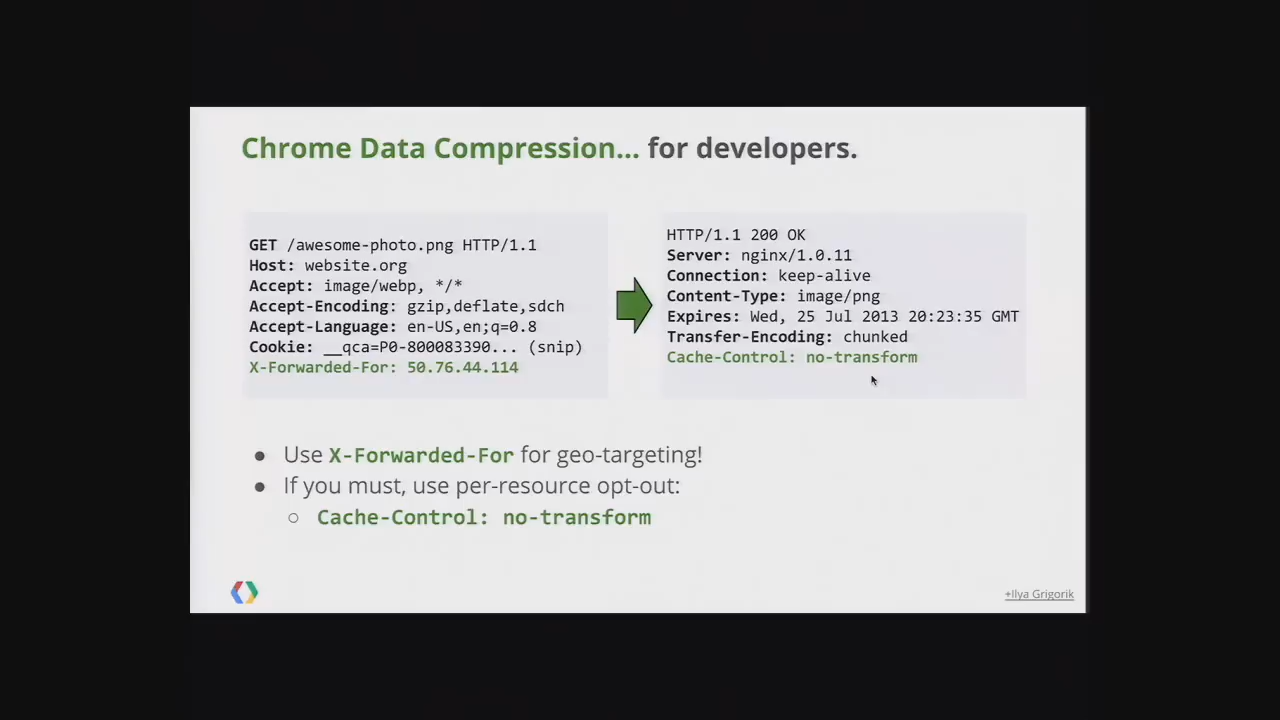 Chrome Data Compression... for developers.
GET /awesome-photo.png HTTP/1.1
Host: website.org
Accept: image/webp, */*
Accept-Encoding: gzip,deflate,sdch
Accept-Language: en-US,en;q=0.8
Cookie: __qca=P0-800083390... (snip)
X-Forwarded-For: 50.76.44.114
HTTP/1.1 200 OK
Server: nginx/1.0.11
Connection: keep-alive
Content-Type: image/png
Expires: Wed, 25 Jul 2013 20:23:35 GMT
Transfer-Encoding: chunked
Cache-Control: no-transform
● Use X-Forwarded-For for geo-targeting!
● If you must, use per-resource opt-out:
○ Cache-Control: no-transform
+Ilya Grigorik